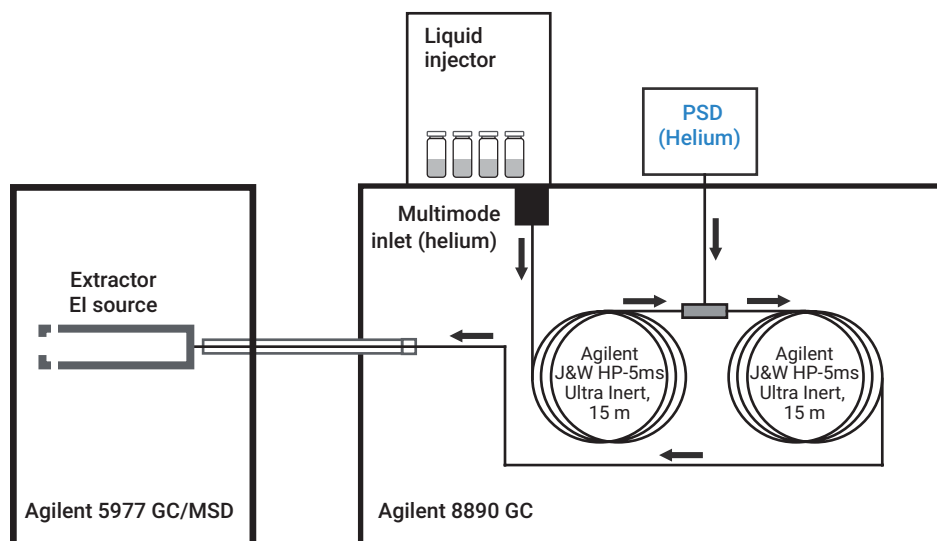 Liquid
injector
PSD
(Helium)
Multimode
inlet (helium)
Extractor
EI source
Agilent
J&W HP-5ms
Ultra Inert,
15 m
Agilent
J&W HP-5ms
Ultra Inert,
15 m
Agilent 5977 GC/MSD
Agilent 8890 GC